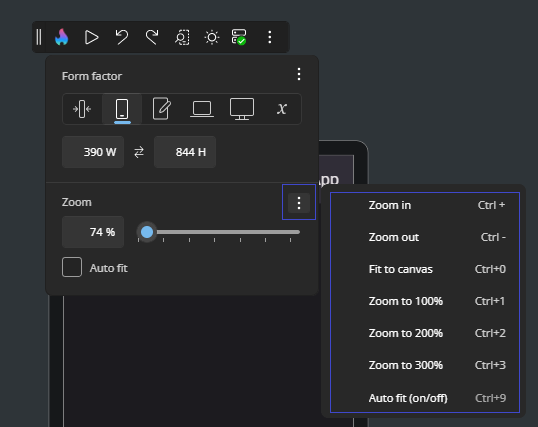 Form factor
x
390 W
844 H
App
Zoom
74 %
Auto fit
Zoom in Ctrl +
Zoom out Ctrl -
Fit to canvas Ctrl+0
Zoom to 100% Ctrl+1
Zoom to 200% Ctrl+2
Zoom to 300% Ctrl+3
Auto fit (on/off) Ctrl+9